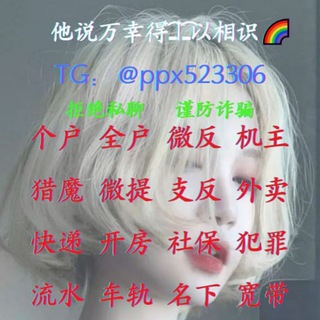 他说万幸得以相识🌈
TG：@ppx523306
拒绝私聊 谨防诈骗
个户 全户 微反 机主
猎魔 微提 支反 外卖
快递 开房 社保 犯罪
流水 车轨 名下 宽带